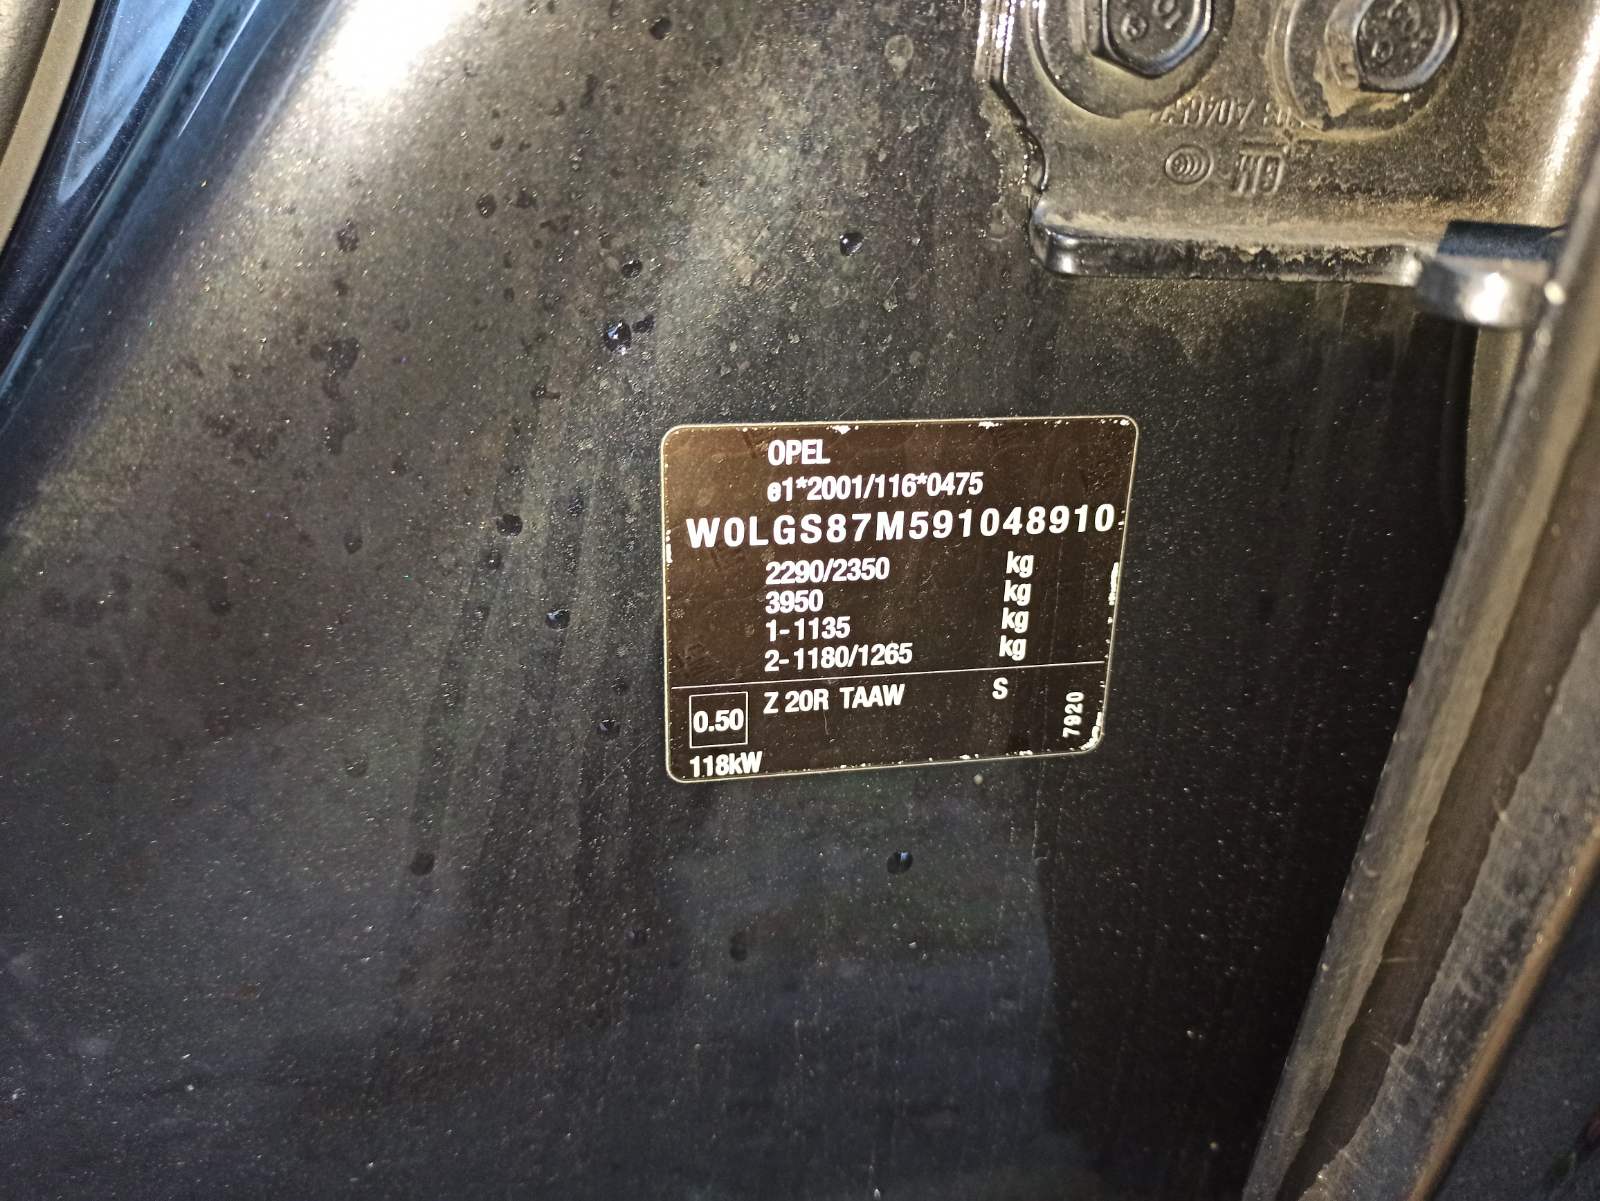 GM
OPEL
e1*2001/116*0475
W0LGS87M591048910
2290/2350 kg
3950 kg
1-1135 kg
2-1180/1265 kg
0.50 Z 20R TAAW S
7920
118kW